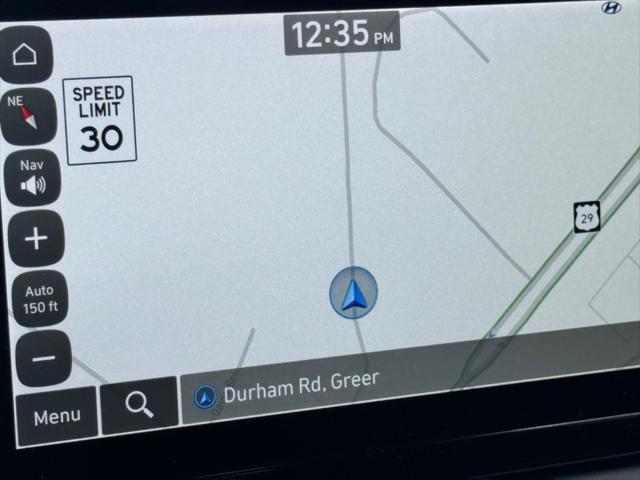 12:35 PM
NE
SPEED
LIMIT
30
Nav
29
Auto
150 ft
Durham Rd, Greer
Menu